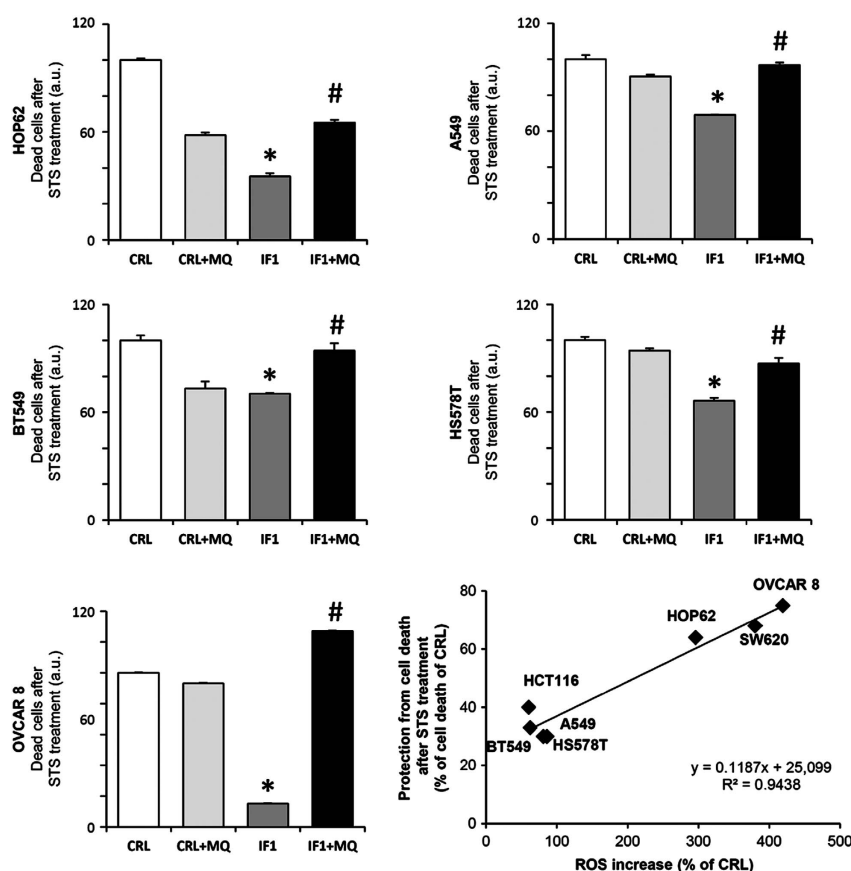 HOP62
Dead cells after
STS treatment (a.u.)
120
60
0
*
#
CRL
CRL+MQ
IF1
IF1+MQ
A549
Dead cells after
STS treatment (a.u.)
120
60
0
*
#
CRL
CRL+MQ
IF1
IF1+MQ
BT549
Dead cells after
STS treatment (a.u.)
120
60
0
*
#
CRL
CRL+MQ
IF1
IF1+MQ
HS578T
Dead cells after
STS treatment (a.u.)
120
60
0
*
#
CRL
CRL+MQ
IF1
IF1+MQ
OVCAR 8
Dead cells after
STS treatment (a.u.)
120
60
0
*
#
CRL
CRL+MQ
IF1
IF1+MQ
Protection from cell death
after STS treatment
(% of cell death of CRL)
80
60
40
20
0
OVCAR 8
HOP62
SW620
HCT116
A549
BT549
HS578T
y = 0.1187x + 25,099
R² = 0.9438
0
100
200
300
400
500
ROS increase (% of CRL)